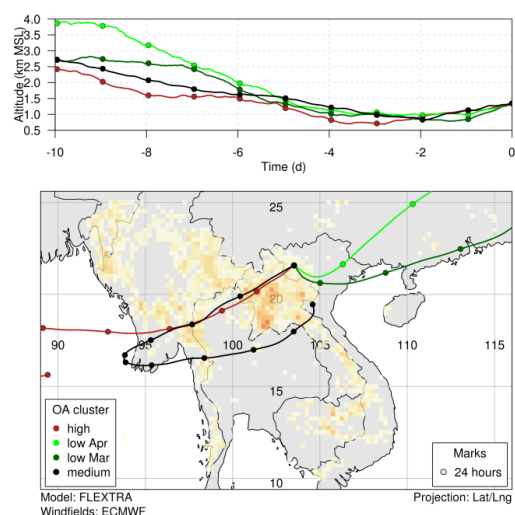 Altitude (km MSL)
4.0
3.5
3.0
2.5
2.0
1.5
1.0
0.5
-10
-8
-6
-4
-2
0
Time (d)
25
20
90
95
100
105
110
115
15
10
OA cluster
high
low Apr
low Mar
medium
Marks
24 hours
Model: FLEXTRA
Projection: Lat/Lng
Windfields: ECMWF